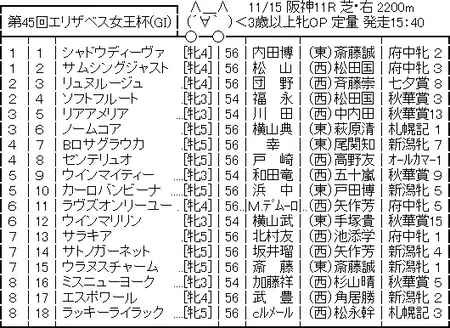 第45回エリザベス女王杯(GI) (´∀`)<3歳以上牝OP 定量 発走15:40
11/15 阪神11R 芝・右 2200m
1 1 シャドウディーヴァ [牝4] 56 内田博 (東)斎藤誠 府中牝 2
1 2 サムシングジャスト [牝4] 56 松山 (西)松田国 府中牝 3
2 3 リュヌルージュ [牝5] 56 団野 (西)斉藤崇 七夕賞 8
2 4 ソフトフルート [牝3] 54 福永 (西)松田国 秋華賞 3
3 5 リアアメリア …[牝3] 54 川田 (西)中内田 秋華賞13
3 6 ノームコア …[牝5] 56 横山典 (東)萩原清 札幌記 1
4 7 Bロサグラウカ …[牝5] 56 幸 (東)尾関知 新潟牝 7
4 8 センテリュオ …[牝5] 56 戸崎 (西)高野友 オールカマー1
5 9 ウインマイティー …[牝3] 54 和田竜 (西)五十嵐 秋華賞 9
5 10 カーロバンビーナ …[牝5] 56 浜中 (東)戸田博 新潟牝 5
6 11 ラヴズオンリーユー …[牝4] 56 M.デムーロ (西)矢作芳 府中牝 5
6 12 ウインマリリン …[牝3] 54 横山武 (東)手塚貴 秋華賞15
7 13 サラキア …[牝5] 56 北村友 (西)池添学 府中牝 1
7 14 サトノガーネット …[牝5] 56 坂井瑠 (西)矢作芳 新潟牝 4
7 15 ウラヌスチャーム …[牝5] 56 斎藤 (東)斎藤誠 新潟牝 1
8 16 ミスニューヨーク …[牝3] 54 加藤祥 (西)杉山晴 秋華賞 5
8 17 エスポワール …[牝4] 56 武豊 (西)角居勝 新潟牝 2
8 18 ラッキーライラック …[牝5] 56 cルメール (西)松永幹 札幌記 3